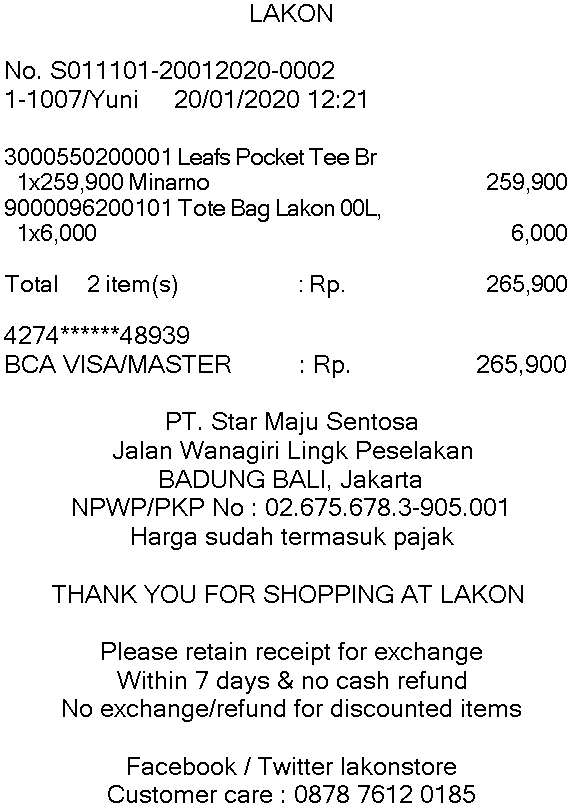 LAKON
No. S011101-20012020-0002
1-1007/Yuni 20/01/2020 12:21
3000550200001 Leafs Pocket Tee Br
1x259,900 Minarno 259,900
9000096200101 Tote Bag Lakon 00L,
1x6,000 6,000
Total 2 item(s) : Rp. 265,900
4274******48939
BCA VISA/MASTER : Rp. 265,900
PT. Star Maju Sentosa
Jalan Wanagiri Lingk Peselakan
BADUNG BALI, Jakarta
NPWP/PKP No : 02.675.678.3-905.001
Harga sudah termasuk pajak
THANK YOU FOR SHOPPING AT LAKON
Please retain receipt for exchange
Within 7 days & no cash refund
No exchange/refund for discounted items
Facebook / Twitter lakonstore
Customer care : 0878 7612 0185